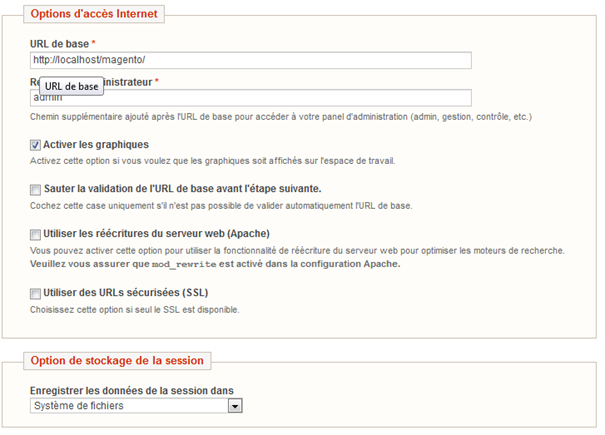 Options d'accès Internet
URL de base *
http://localhost/magento/
URL de base
administrateur *
admin
Chemin supplémentaire ajouté après l'URL de base pour accéder à votre panel d'administration (admin, gestion, contrôle, etc.)
Activer les graphiques
Activez cette option si vous voulez que les graphiques soit affichés sur l'espace de travail.
Sauter la validation de l'URL de base avant l'étape suivante.
Cochez cette case uniquement s'il n'est pas possible de valider automatiquement l'URL de base.
Utiliser les réécritures du serveur web (Apache)
Vous pouvez activer cette option pour utiliser la fonctionnalité de réécriture du serveur web pour optimiser les moteurs de recherche.
Veuillez vous assurer que mod_rewrite est activé dans la configuration Apache.
Utiliser des URLs sécurisées (SSL)
Choisissez cette option si seul le SSL est disponible.
Option de stockage de la session
Enregistrer les données de la session dans
Système de fichiers